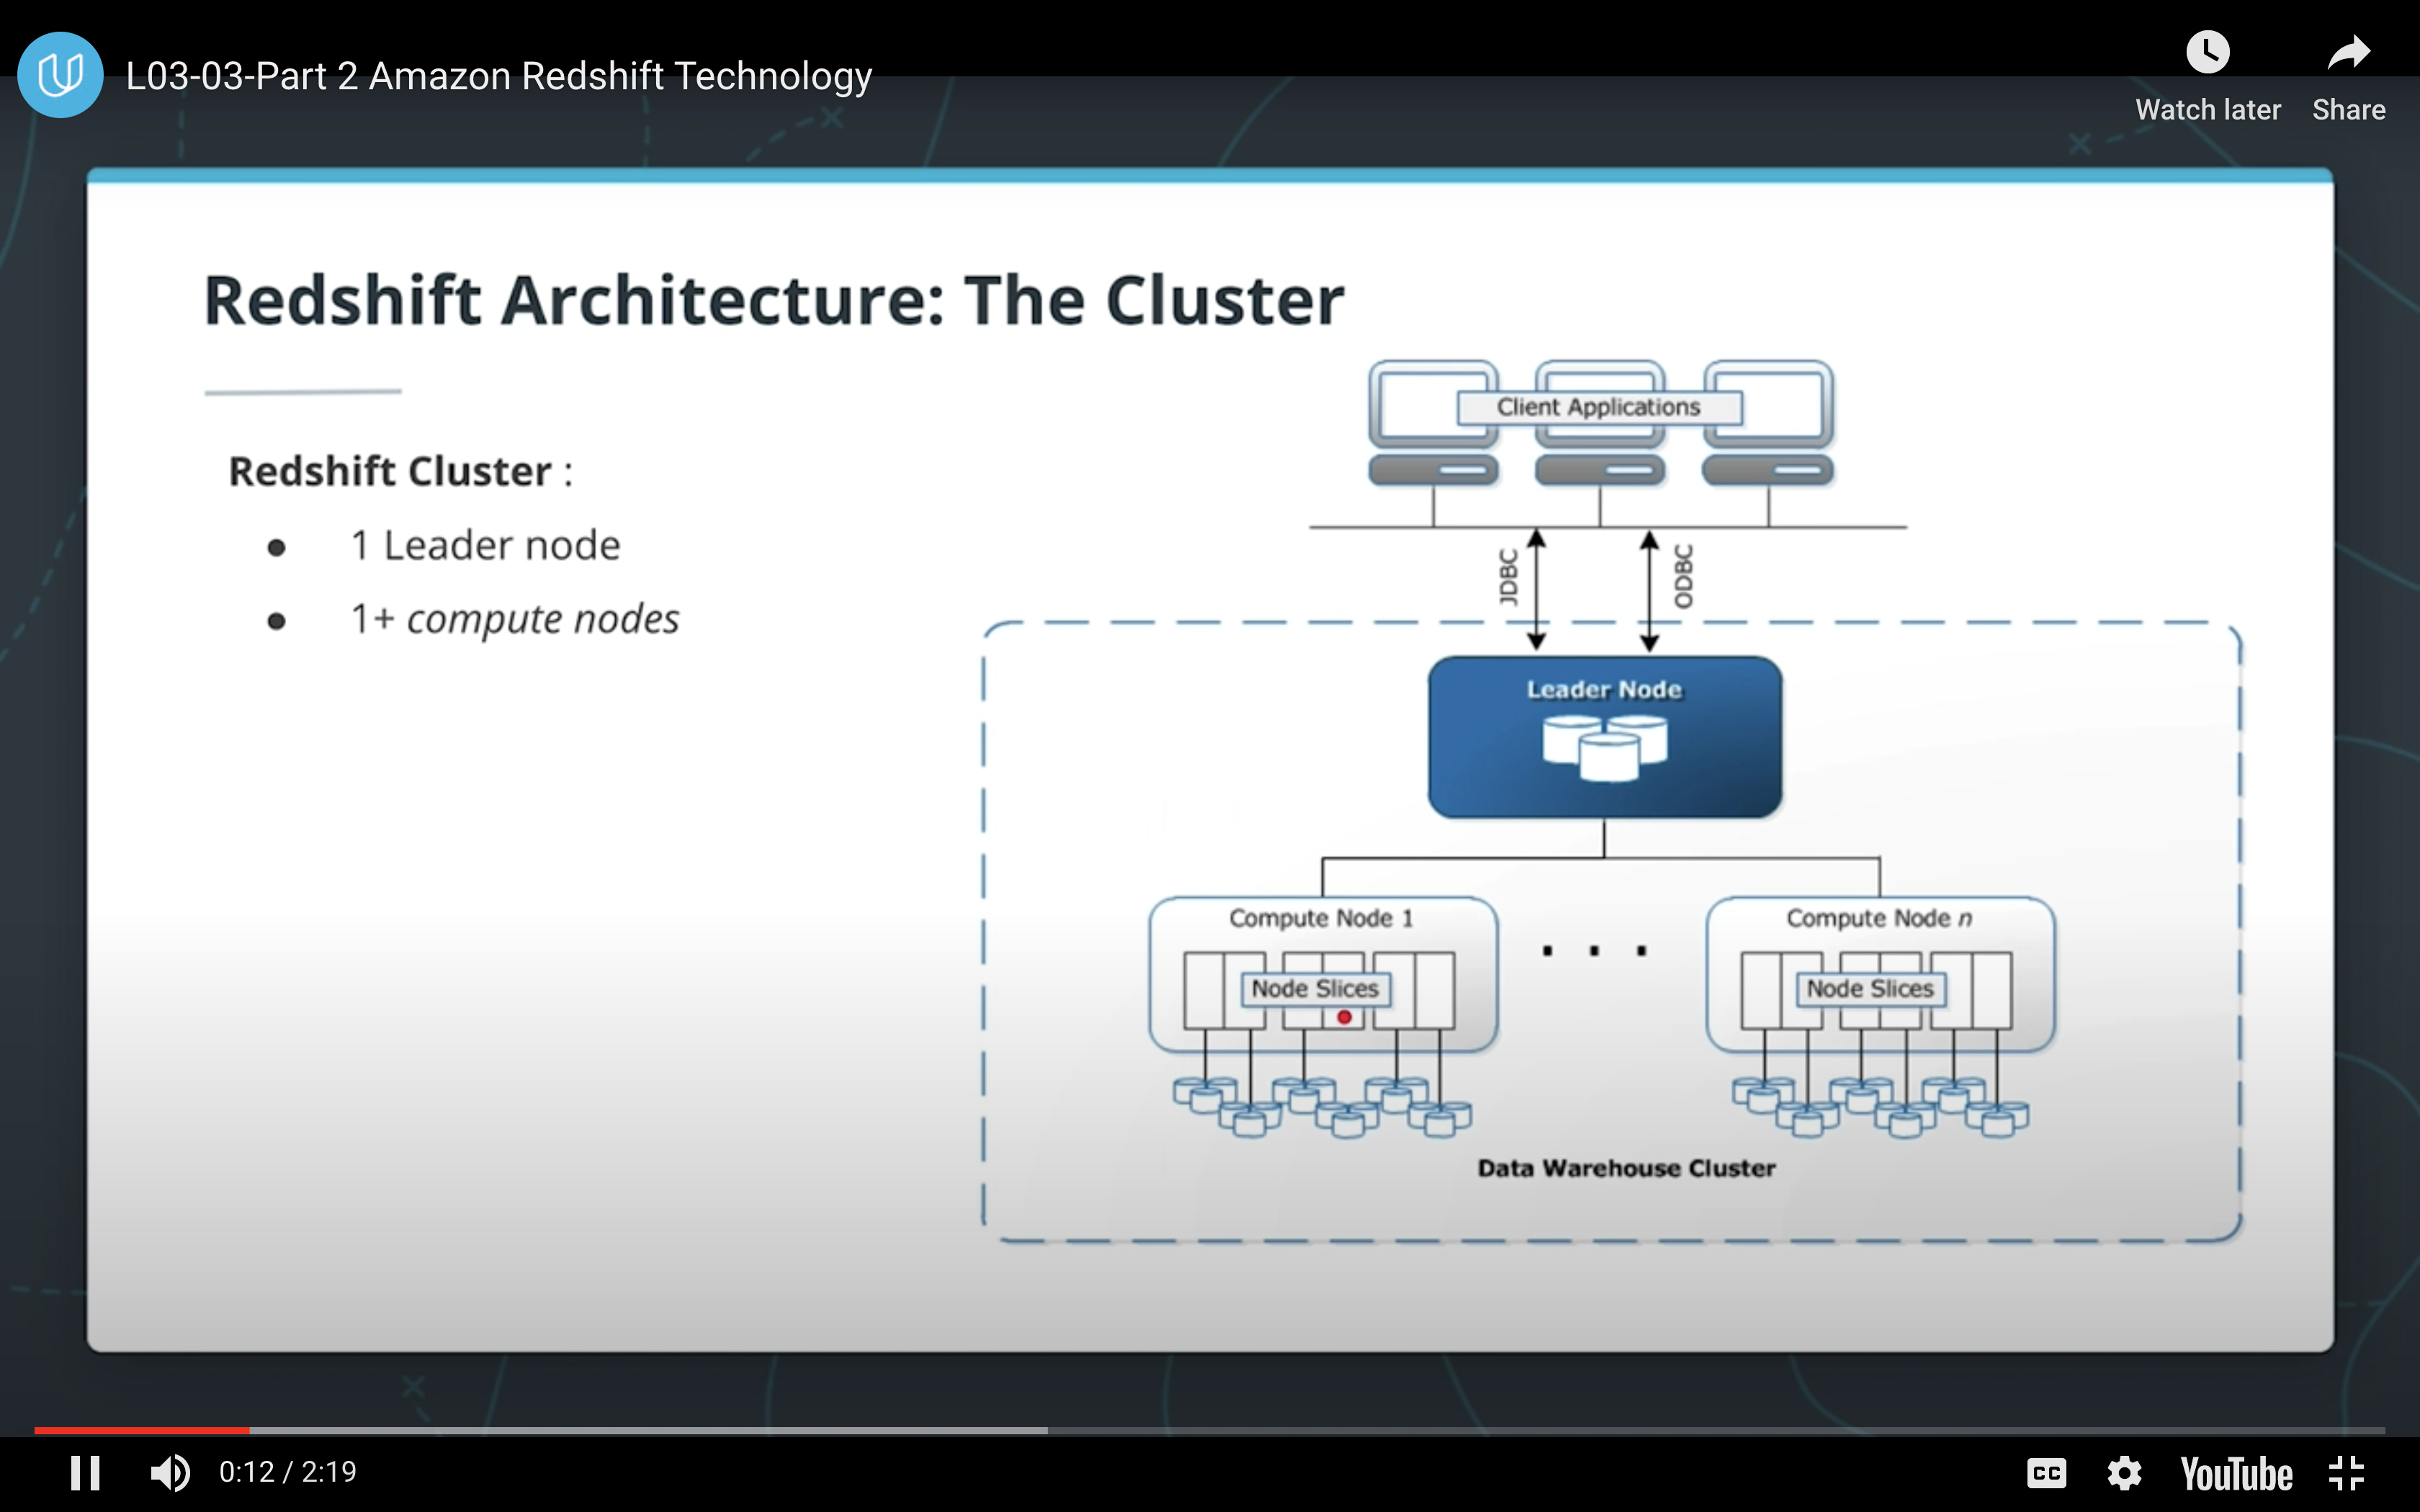 L03-03-Part 2 Amazon Redshift Technology
Watch later
Share
Redshift Architecture: The Cluster
Redshift Cluster :
● 1 Leader node
● 1+ compute nodes
Client Applications
JDBC
ODBC
Leader Node
Compute Node 1
Node Slices
. . .
Compute Node n
Node Slices
Data Warehouse Cluster
0:12 / 2:19
CC
YouTube